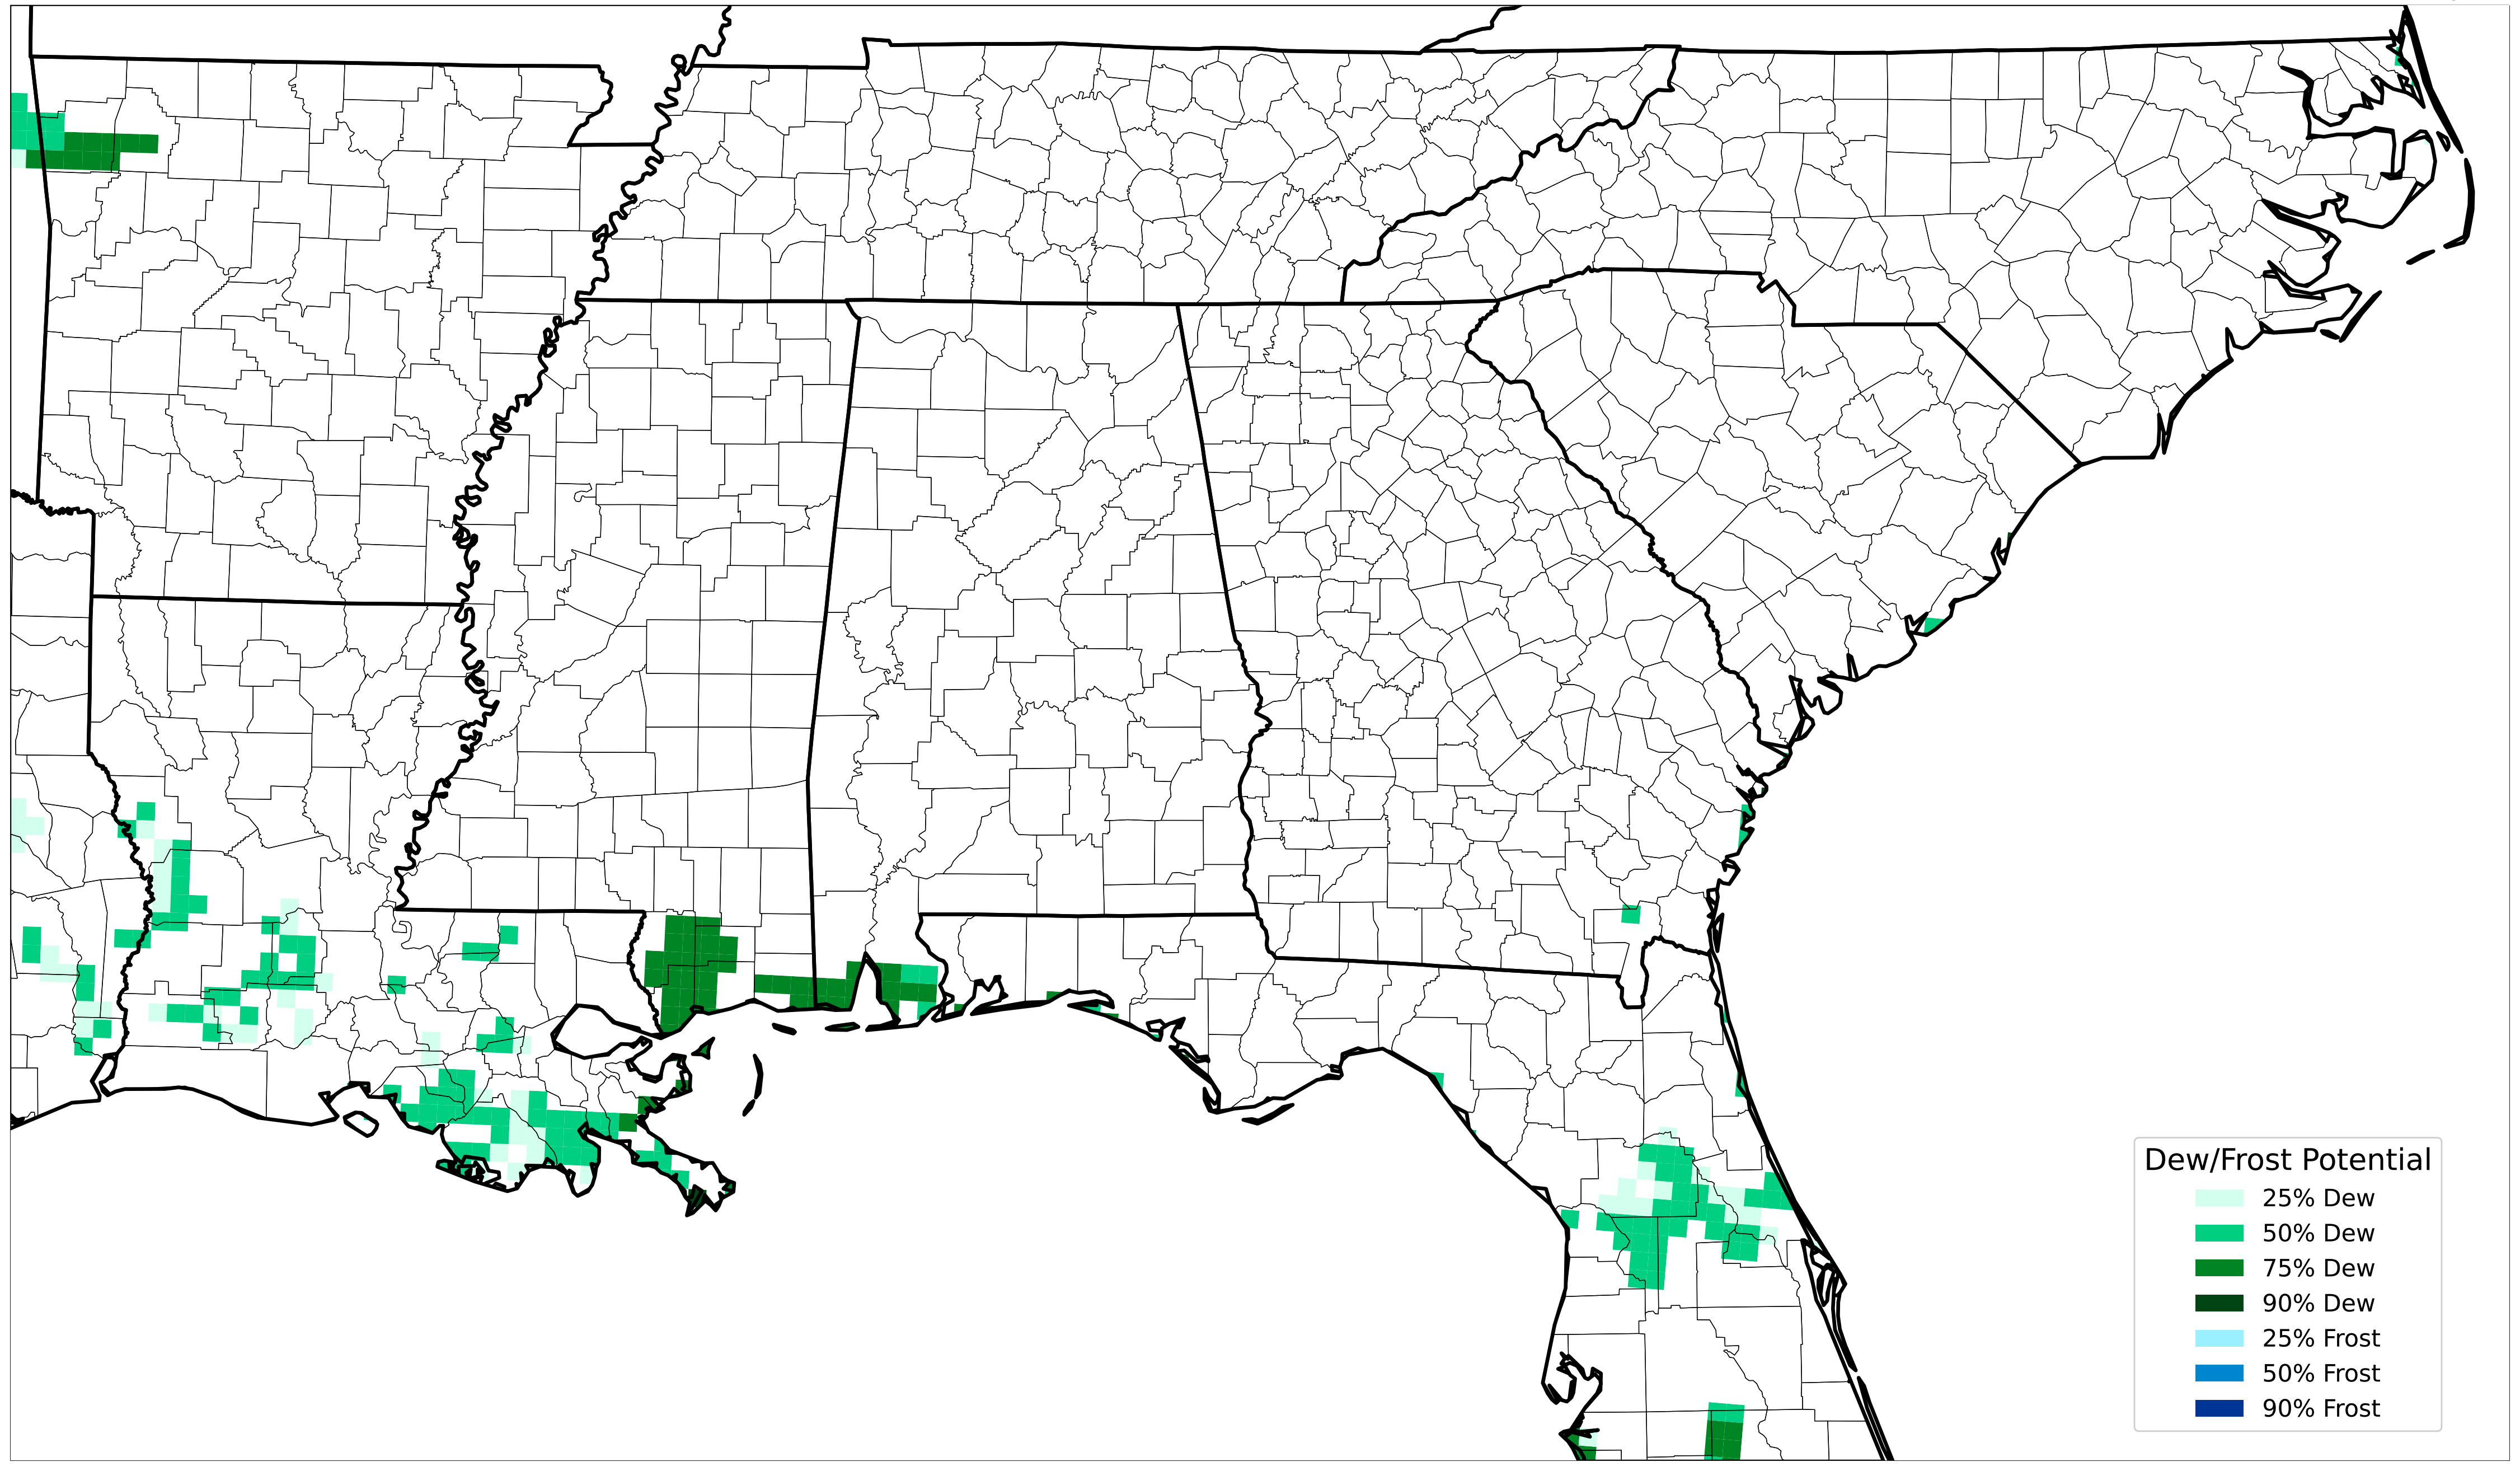 Dew/Frost Potential
25% Dew
50% Dew
75% Dew
90% Dew
25% Frost
50% Frost
90% Frost